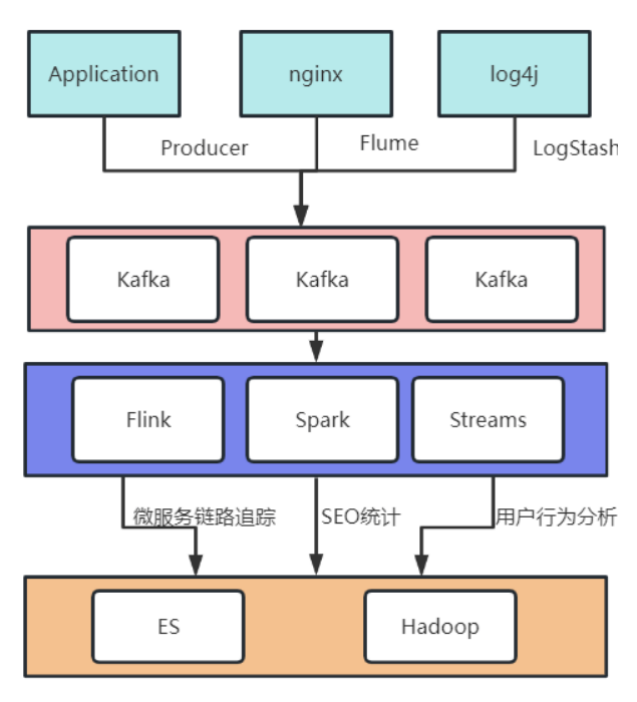 Application
nginx
log4j
Producer
Flume
LogStash
Kafka
Kafka
Kafka
Flink
Spark
Streams
微服务链路追踪
SEO统计
用户行为分析
ES
Hadoop